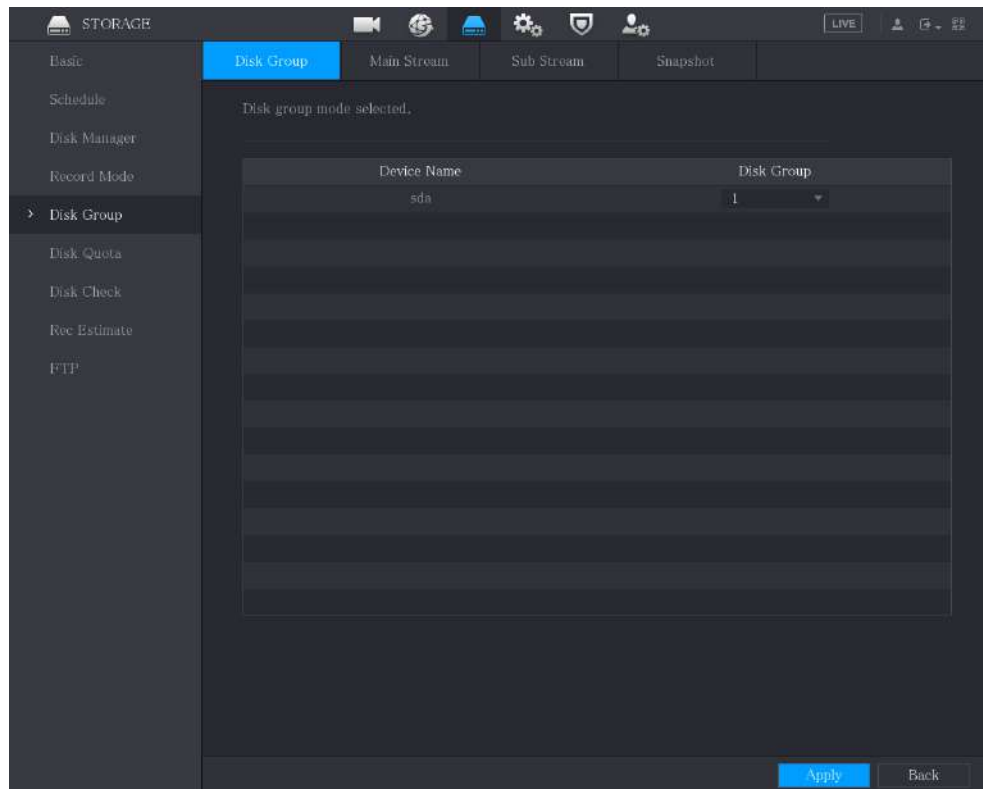 STORAGE
LIVE
Basic
Schedule
Disk Manager
Record Mode
Disk Group
Disk Quota
Disk Check
Rec Estimate
FTP
Disk Group Main Stream Sub Stream Snapshot
Disk group mode selected.
Device Name Disk Group
sda 1
Apply Back